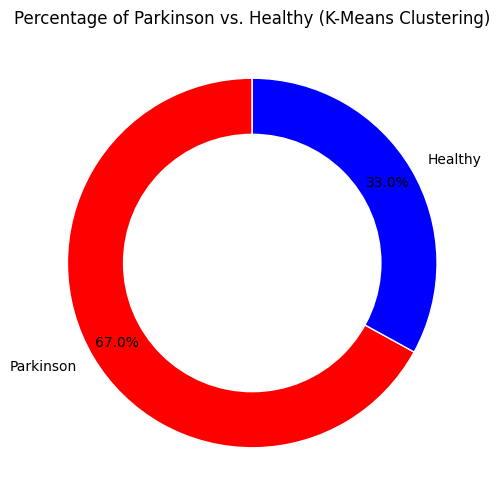 Percentage of Parkinson vs. Healthy (K-Means Clustering)
Healthy
33.0%
67.0%
Parkinson